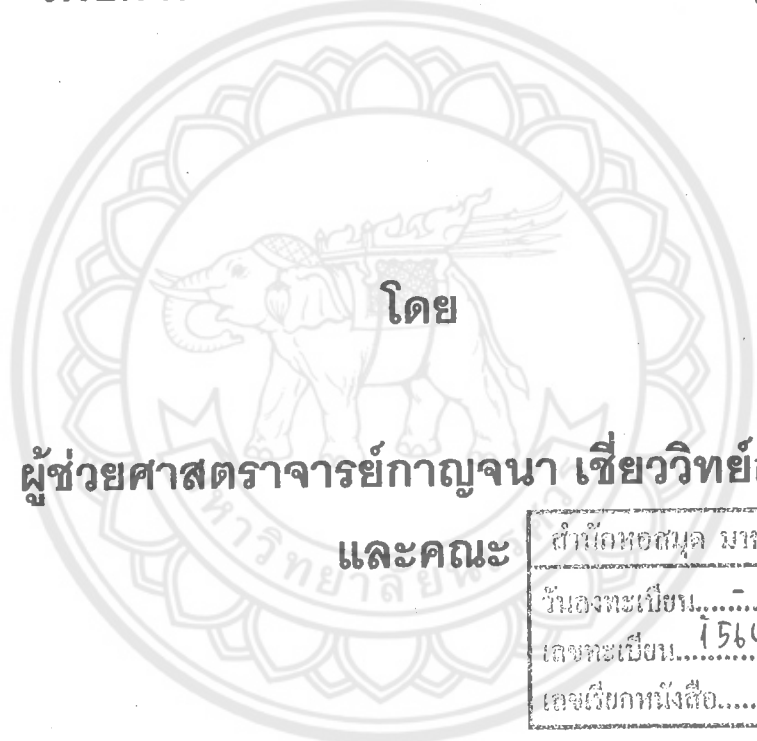 โดย
ผู้ช่วยศาสตราจารย์กาญจนา เชี่ยววิทย์
และคณะ
สำนักหอสมุด
วันลงทะเบียน........
เลขทะเบียน....
เลขเรียกหนังสือ.....